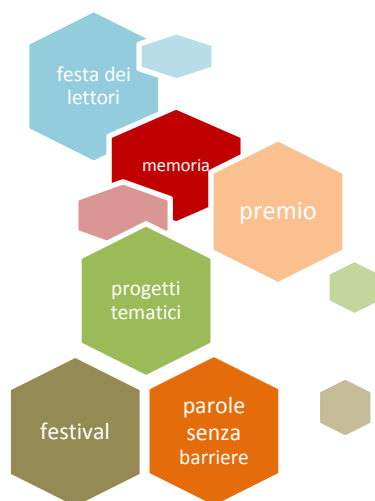 festa dei
lettori
memoria
premio
progetti
tematici
festival
parole
senza
barriere